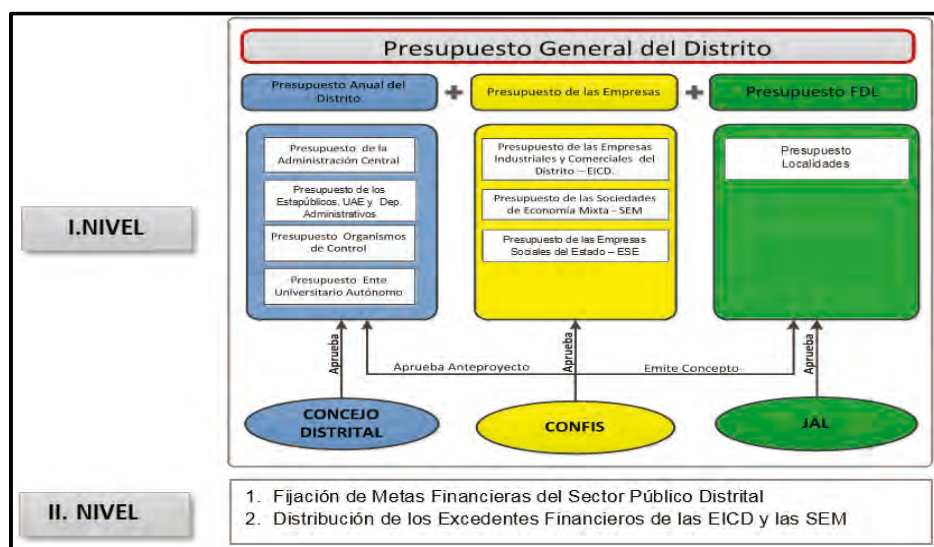 Presupuesto General del Distrito
Presupuesto Anual del
Distrito
+
Presupuesto de las Empresas
+
Presupuesto FDL
I.NIVEL
Presupuesto de la
Administración Central
Presupuesto de los
Estapúblicos, UAE y Dep.
Administrativos
Presupuesto Organismos
de Control
Presupuesto Ente
Universitario Autónomo
Presupuesto de las Empresas
Industriales y Comerciales del
Distrito – EICD.
Presupuesto de las Sociedades
de Economía Mixta - SEM
Presupuesto de las Empresas
Sociales del Estado – ESE
Presupuesto
Localidades
Aprueba
Aprueba Anteproyecto
Aprueba
Emite Concepto
Aprueba
CONCEJO
DISTRITAL
CONFIS
JAL
II. NIVEL
1. Fijación de Metas Financieras del Sector Público Distrital
2. Distribución de los Excedentes Financieros de las EICD y las SEM